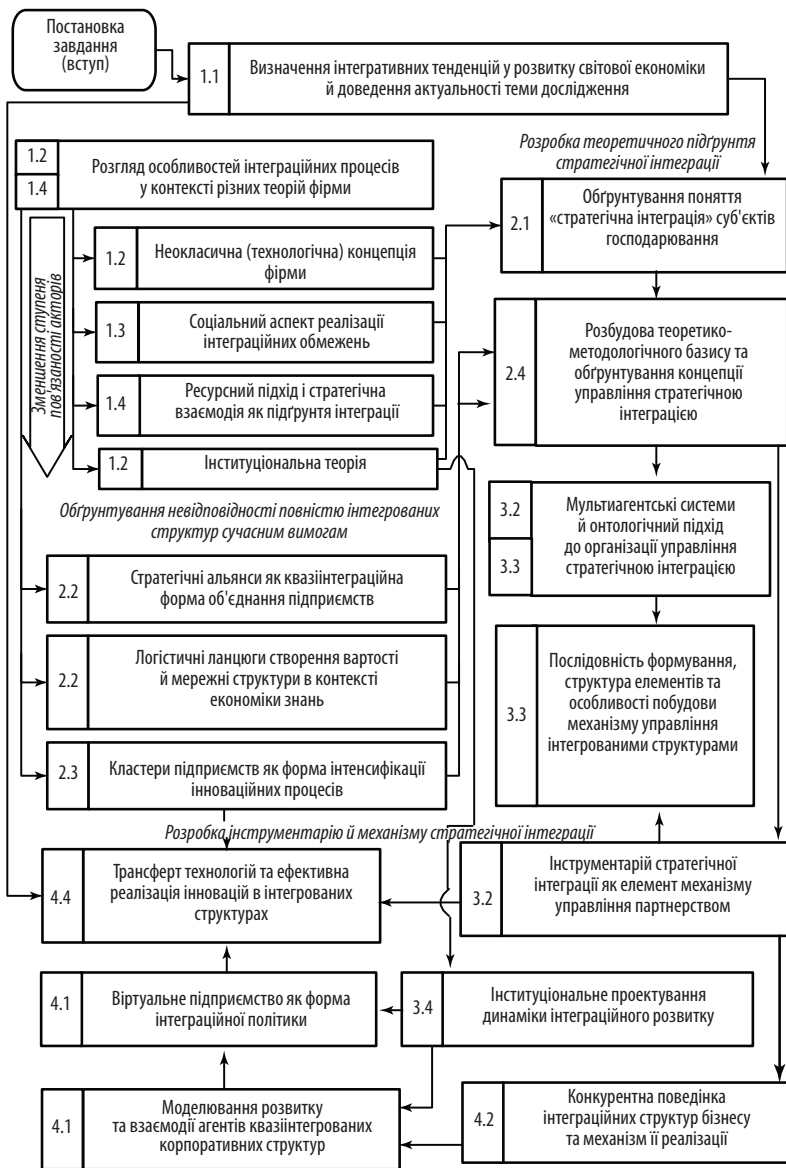 Постановка
завдання
(вступ)
1.1
Визначення інтегративних тенденцій у розвитку світової економіки
й доведення актуальності теми дослідження
1.2
1.4
Розгляд особливостей інтеграційних процесів
у контексті різних теорій фірми
Розробка теоретичного підґрунтя
стратегічної інтеграції
2.1
Обґрунтування поняття
«стратегічна інтеграція» суб'єктів
господарювання
Зменшення ступеня
пов'язаності акторів
1.2
Неокласична (технологічна) концепція
фірми
1.3
Соціальний аспект реалізації
інтеграційних обмежень
1.4
Ресурсний підхід і стратегічна
взаємодія як підґрунтя інтеграції
1.2
Інституціональна теорія
2.4
Розбудова теоретико-
методологічного базису та
обґрунтування концепції
управління стратегічною
інтеграцією
Обґрунтування невідповідності повністю інтегрованих
структур сучасним вимогам
3.2
3.3
Мультиагентські системи
й онтологічний підхід
до організації управління
стратегічною інтеграцією
2.2
Стратегічні альянси як квазіінтеграційна
форма об'єднання підприємств
2.2
Логістичні ланцюги створення вартості
й мережні структури в контексті
економіки знань
2.3
Кластери підприємств як форма інтенсифікації
інноваційних процесів
3.3
Послідовність формування,
структура елементів та
особливості побудови
механізму управління
інтегрованими структурами
Розробка інструментарію й механізму стратегічної інтеграції
4.4
Трансферт технологій та ефективна
реалізація інновацій в інтегрованих
структурах
3.2
Інструментарій стратегічної
інтеграції як елемент механізму
управління партнерством
4.1
Віртуальне підприємство як форма
інтеграційної політики
3.4
Інституціональне проектування
динаміки інтеграційного розвитку
4.1
Моделювання розвитку
та взаємодії агентів квазіінтегрованих
корпоративних структур
4.2
Конкурентна поведінка
інтеграційних структур бізнесу
та механізм її реалізації